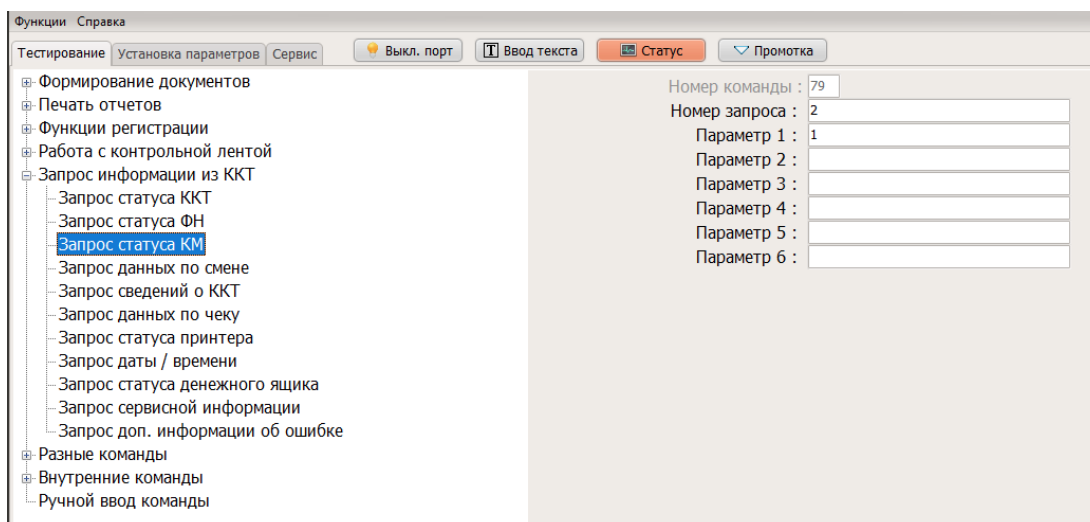 Функции Справка
Тестирование Установка параметров Сервис Выкл. порт T Ввод текста Статус Промотка
Формирование документов
Печать отчетов
Функции регистрации
Работа с контрольной лентой
Запрос информации из ККТ
Запрос статуса ККТ
Запрос статуса ФН
Запрос статуса КМ
Запрос данных по смене
Запрос сведений о ККТ
Запрос данных по чеку
Запрос статуса принтера
Запрос даты / времени
Запрос статуса денежного ящика
Запрос сервисной информации
Запрос доп. информации об ошибке
Разные команды
Внутренние команды
Ручной ввод команды
Номер команды : 79
Номер запроса : 2
Параметр 1 : 1
Параметр 2 :
Параметр 3 :
Параметр 4 :
Параметр 5 :
Параметр 6 :